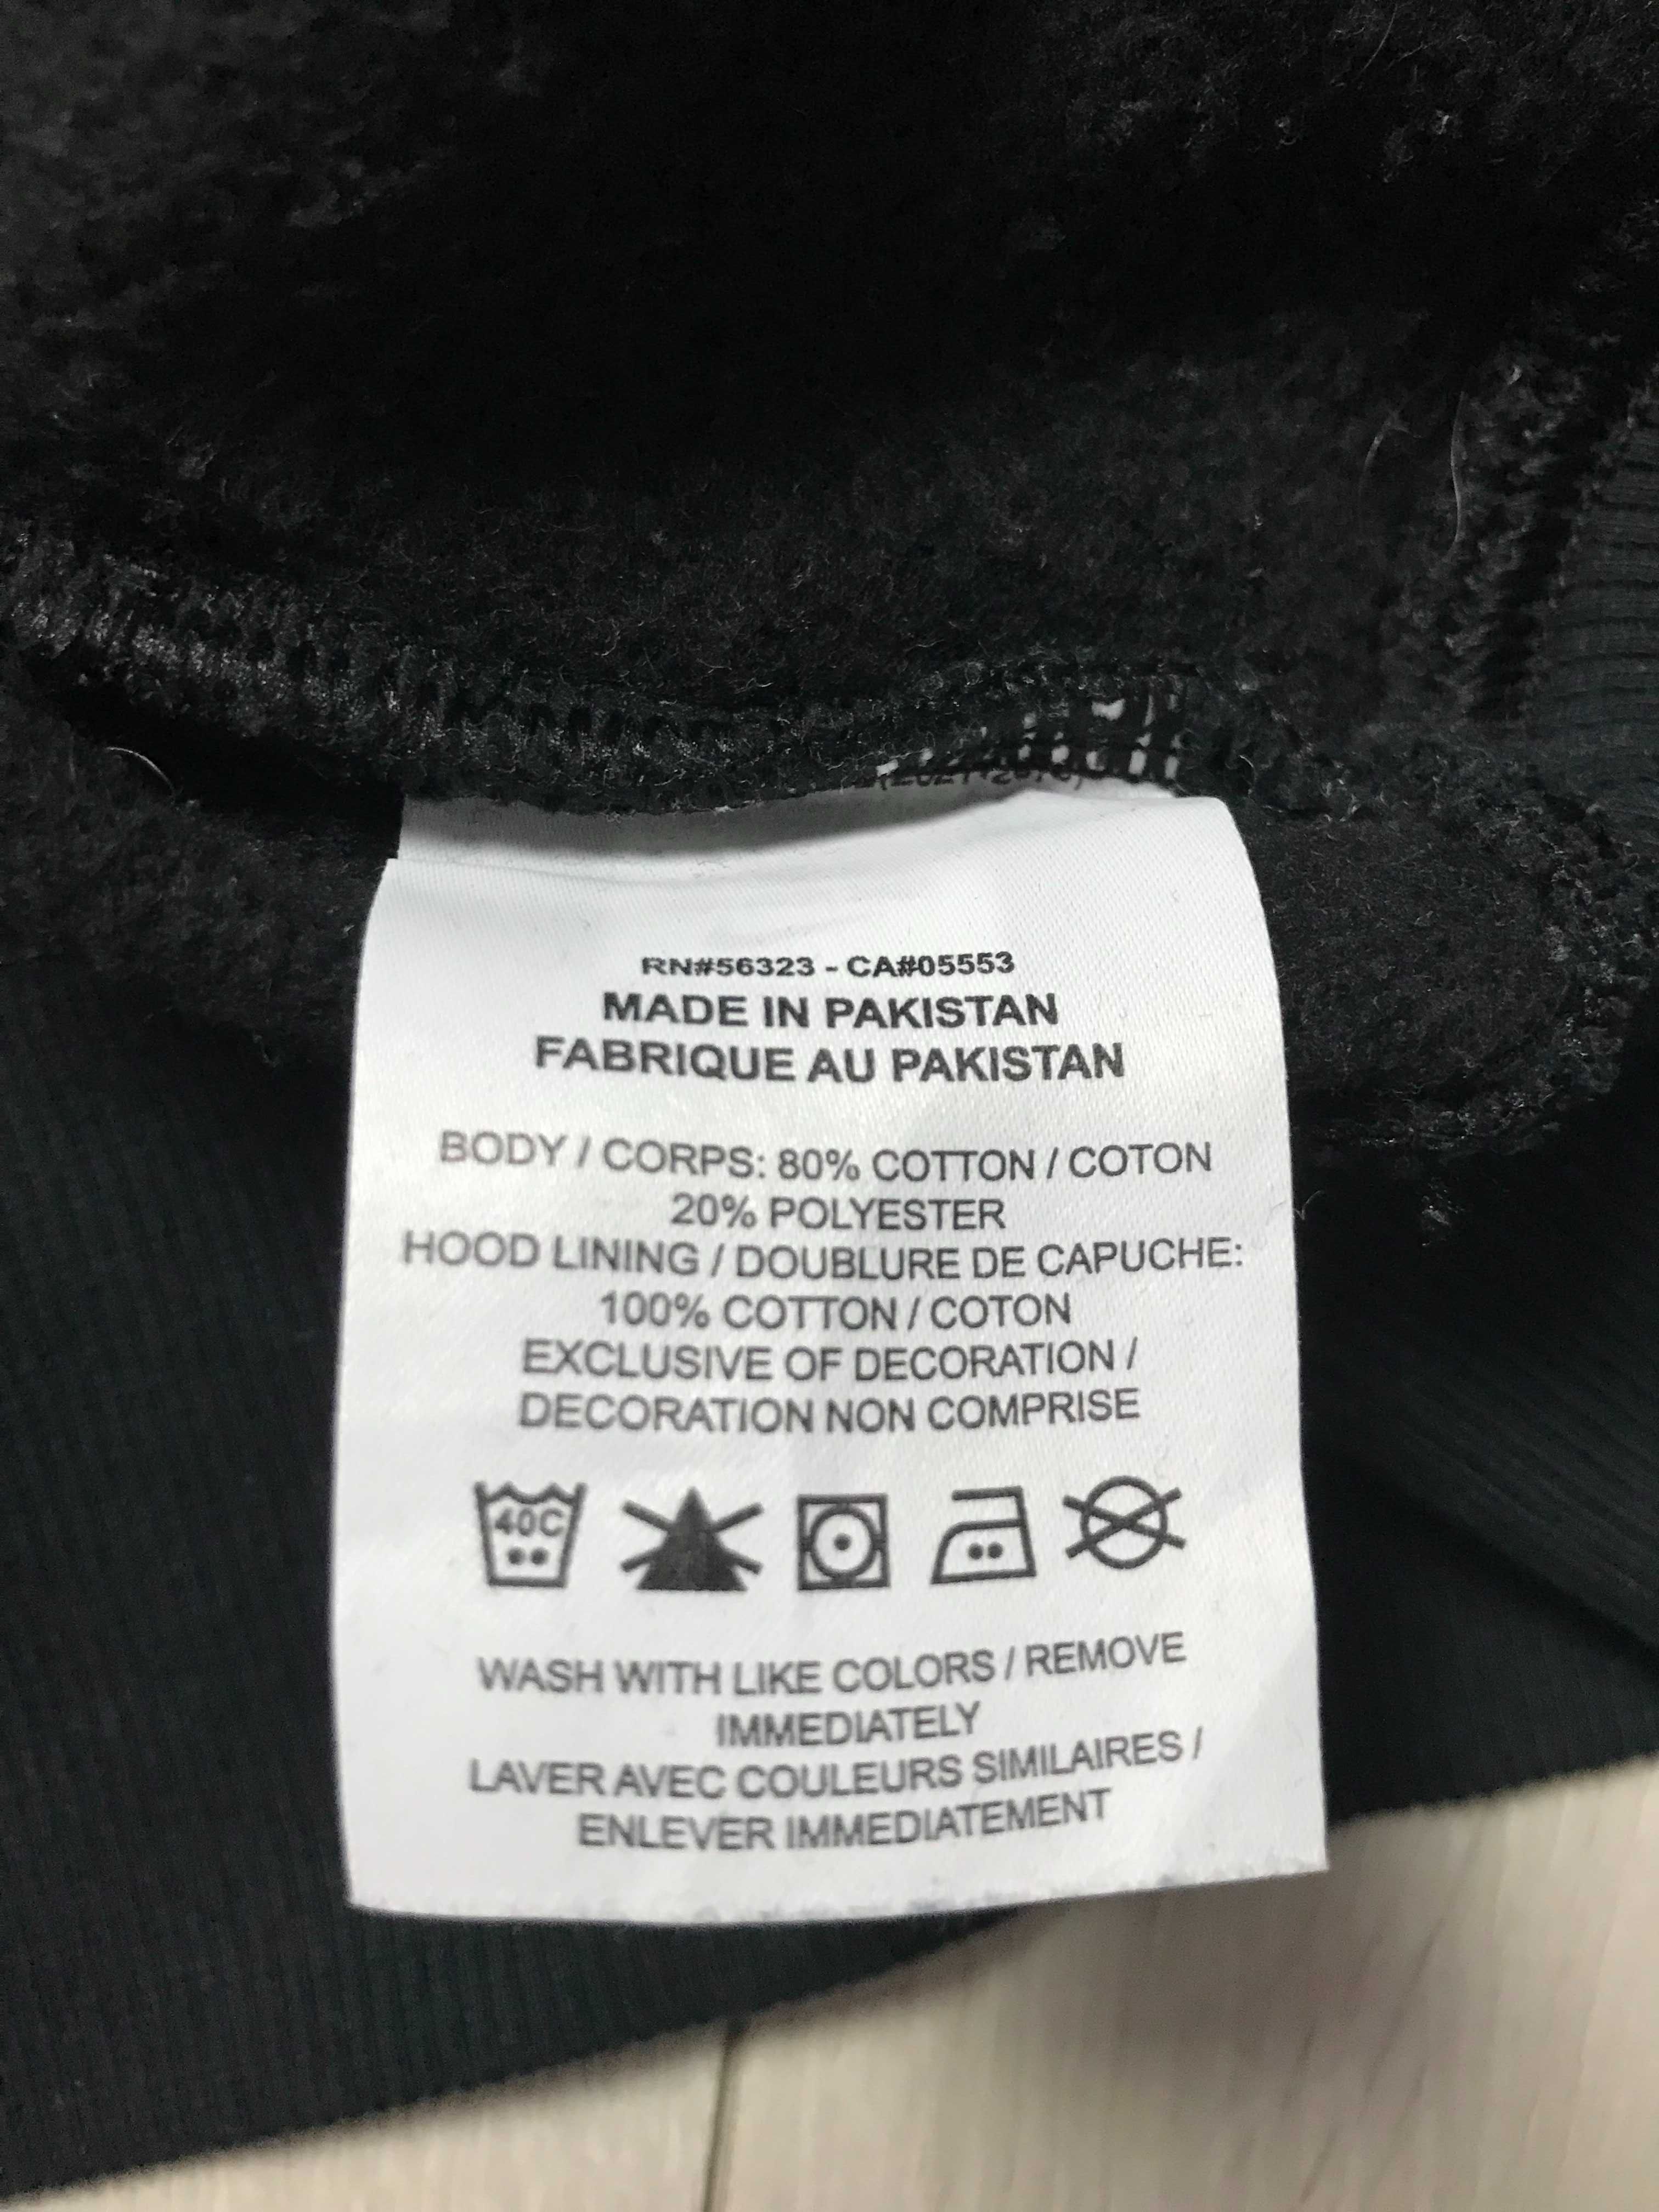 RN#56323 - CA#05553
MADE IN PAKISTAN
FABRIQUE AU PAKISTAN
BODY / CORPS: 80% COTTON / COTON
20% POLYESTER
HOOD LINING / DOUBLURE DE CAPUCHE:
100% COTTON / COTON
EXCLUSIVE OF DECORATION /
DECORATION NON COMPRISE
40C
WASH WITH LIKE COLORS / REMOVE
IMMEDIATELY
LAVER AVEC COULEURS SIMILAIRES /
ENLEVER IMMEDIATEMENT